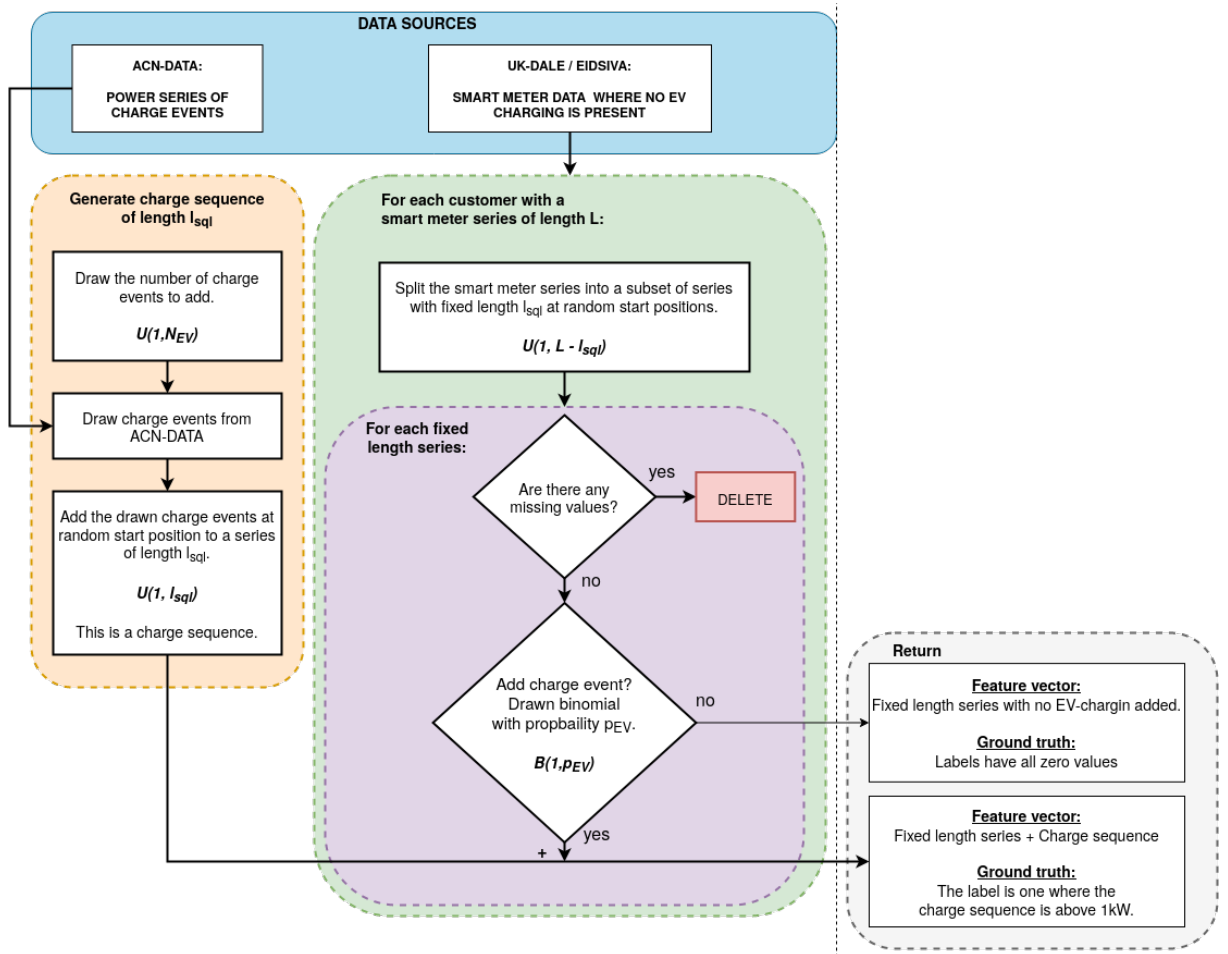 DATA SOURCES
ACN-DATA:
POWER SERIES OF
CHARGE EVENTS
UK-DALE / EIDSIVA:
SMART METER DATA WHERE NO EV
CHARGING IS PRESENT
Generate charge sequence
of length lsql
Draw the number of charge
events to add.
U(1,NEV)
Draw charge events from
ACN-DATA
Add the drawn charge events at
random start position to a series
of length lsql.
U(1, lsql)
This is a charge sequence.
For each customer with a
smart meter series of length L:
Split the smart meter series into a subset of series
with fixed length lsql at random start positions.
U(1, L - lsql)
For each fixed
length series:
Are there any
missing values?
yes
DELETE
no
Add charge event?
Drawn binomial
with propbaility pEV.
B(1,pEV)
no
yes
+
Return
Feature vector:
Fixed length series with no EV-chargin added.
Ground truth:
Labels have all zero values
Feature vector:
Fixed length series + Charge sequence
Ground truth:
The label is one where the
charge sequence is above 1kW.